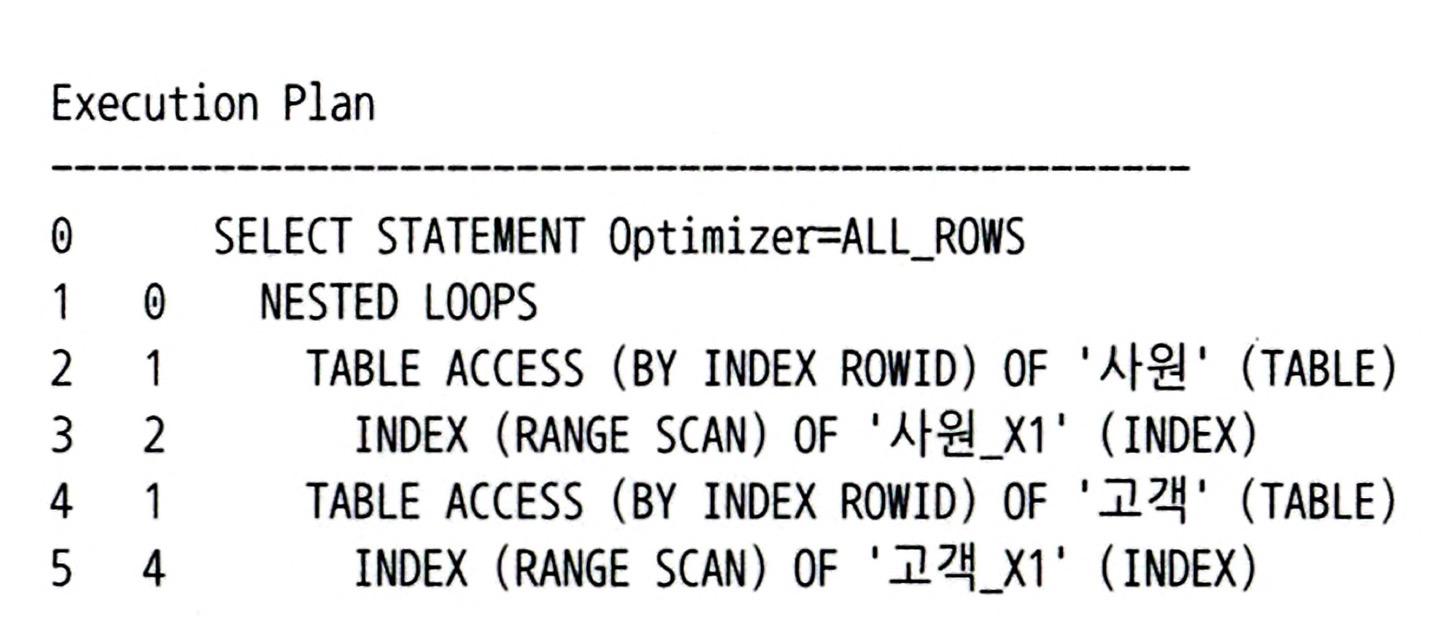 Execution Plan
--------------------------------------------------
0      SELECT STATEMENT Optimizer=ALL_ROWS
1   0    NESTED LOOPS
2   1      TABLE ACCESS (BY INDEX ROWID) OF '사원' (TABLE)
3   2        INDEX (RANGE SCAN) OF '사원_X1' (INDEX)
4   1      TABLE ACCESS (BY INDEX ROWID) OF '고객' (TABLE)
5   4        INDEX (RANGE SCAN) OF '고객_X1' (INDEX)